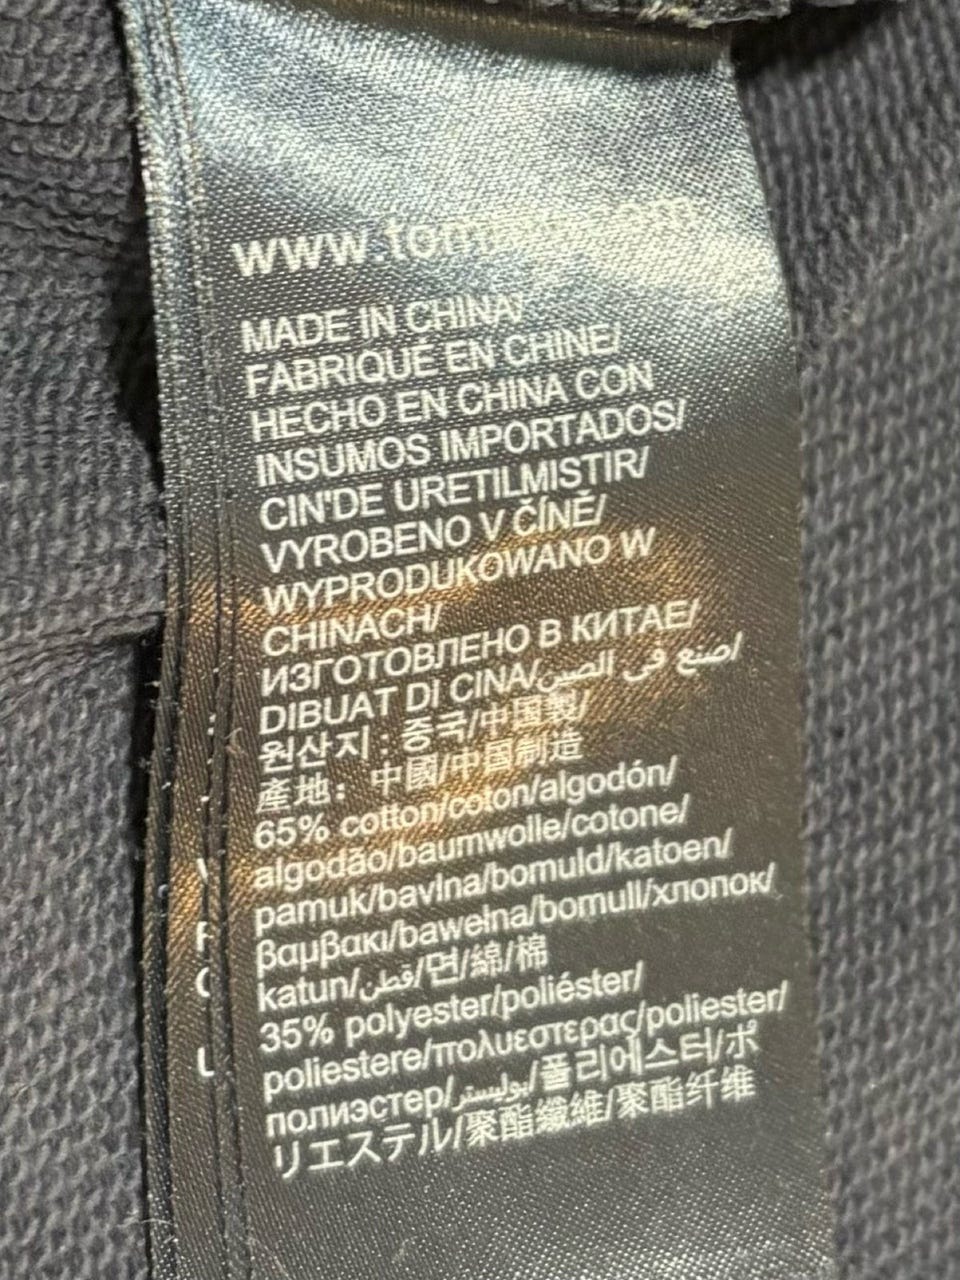 MADE IN CHINA/
FABRIQUÉ EN CHINE/
HECHO EN CHINA CON
INSUMOS IMPORTADOS/
CIN'DE URETILMISTIR/
VYROBENO V ČÍNĚ/
WYPRODUKOWANO W
CHINACH/
ИЗГОТОВЛЕНО В КИТАЕ/
DIBUAT DI CINA/صنع في الصين/
원산지 : 중국/中国製/
產地: 中國/中国制造
65% cotton/coton/algodón/
algodão/baumwolle/cotone/
pamuk/bavlna/bomuld/katoen/
βαμβακι/bawełna/bomull/хлопок/
katun/قطن/면/綿/棉
35% polyester/poliéster/
poliestere/πολυεστερας/poliester/
полиэстер/بوليستر/폴리에스터/ポ
リエステル/聚酯纖維/聚酯纤维